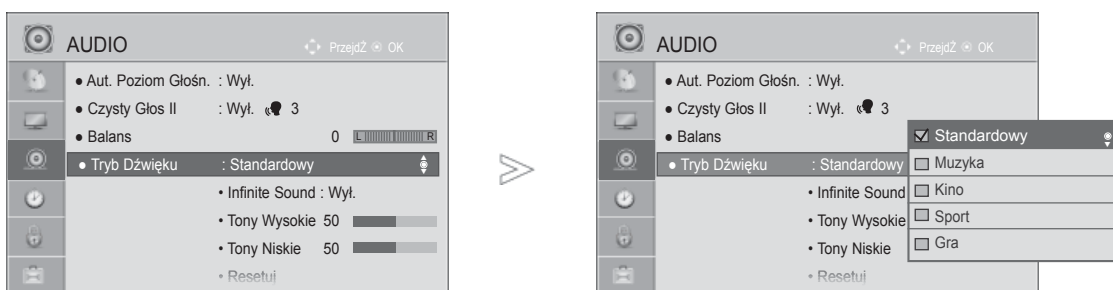 AUDIO
PrzejdŹ OK
● Aut. Poziom Głośn. : Wył.
● Czysty Głos II : Wył. 3
● Balans 0 L R
● Tryb Dźwięku : Standardowy
• Infinite Sound : Wył.
• Tony Wysokie 50
• Tony Niskie 50
• Resetuj
>
AUDIO
PrzejdŹ OK
● Aut. Poziom Głośn. : Wył.
● Czysty Głos II : Wył. 3
● Balans
● Tryb Dźwięku : Standardowy
• Infinite Sound
• Tony Wysokie
• Tony Niskie
• Resetuj
Standardowy
Muzyka
Kino
Sport
Gra